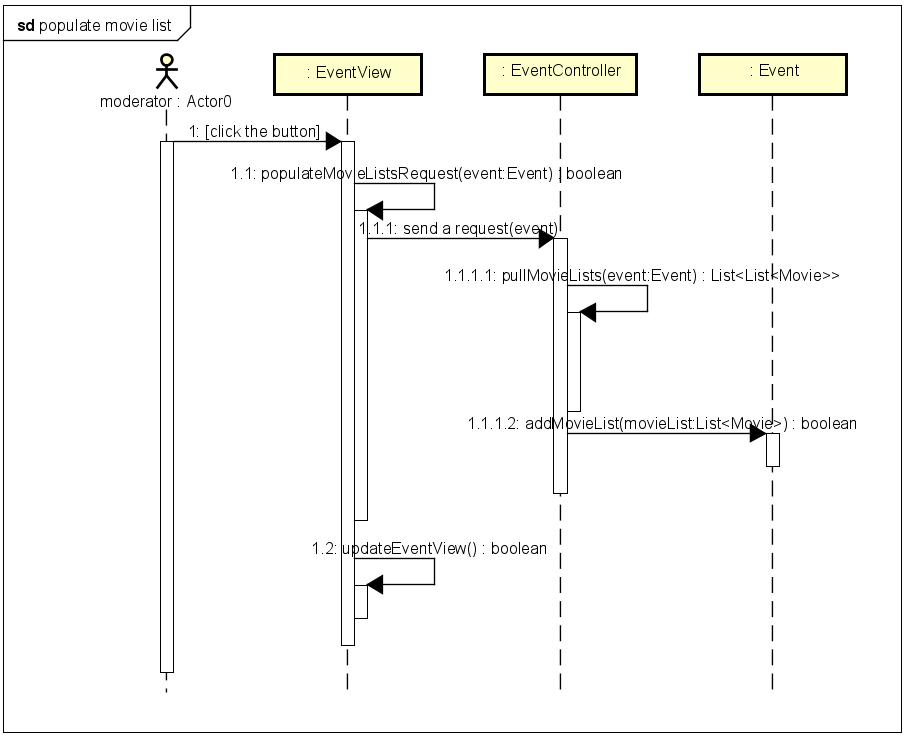 sd populate movie list
moderator : Actor0
: EventView
: EventController
: Event
1: [click the button]
1.1: populateMovieListsRequest(event:Event) : boolean
1.1.1: send a request(event)
1.1.1.1: pullMovieLists(event:Event) : List<List<Movie>>
1.1.1.2: addMovieList(movieList:List<Movie>) : boolean
1.2: updateEventView() : boolean